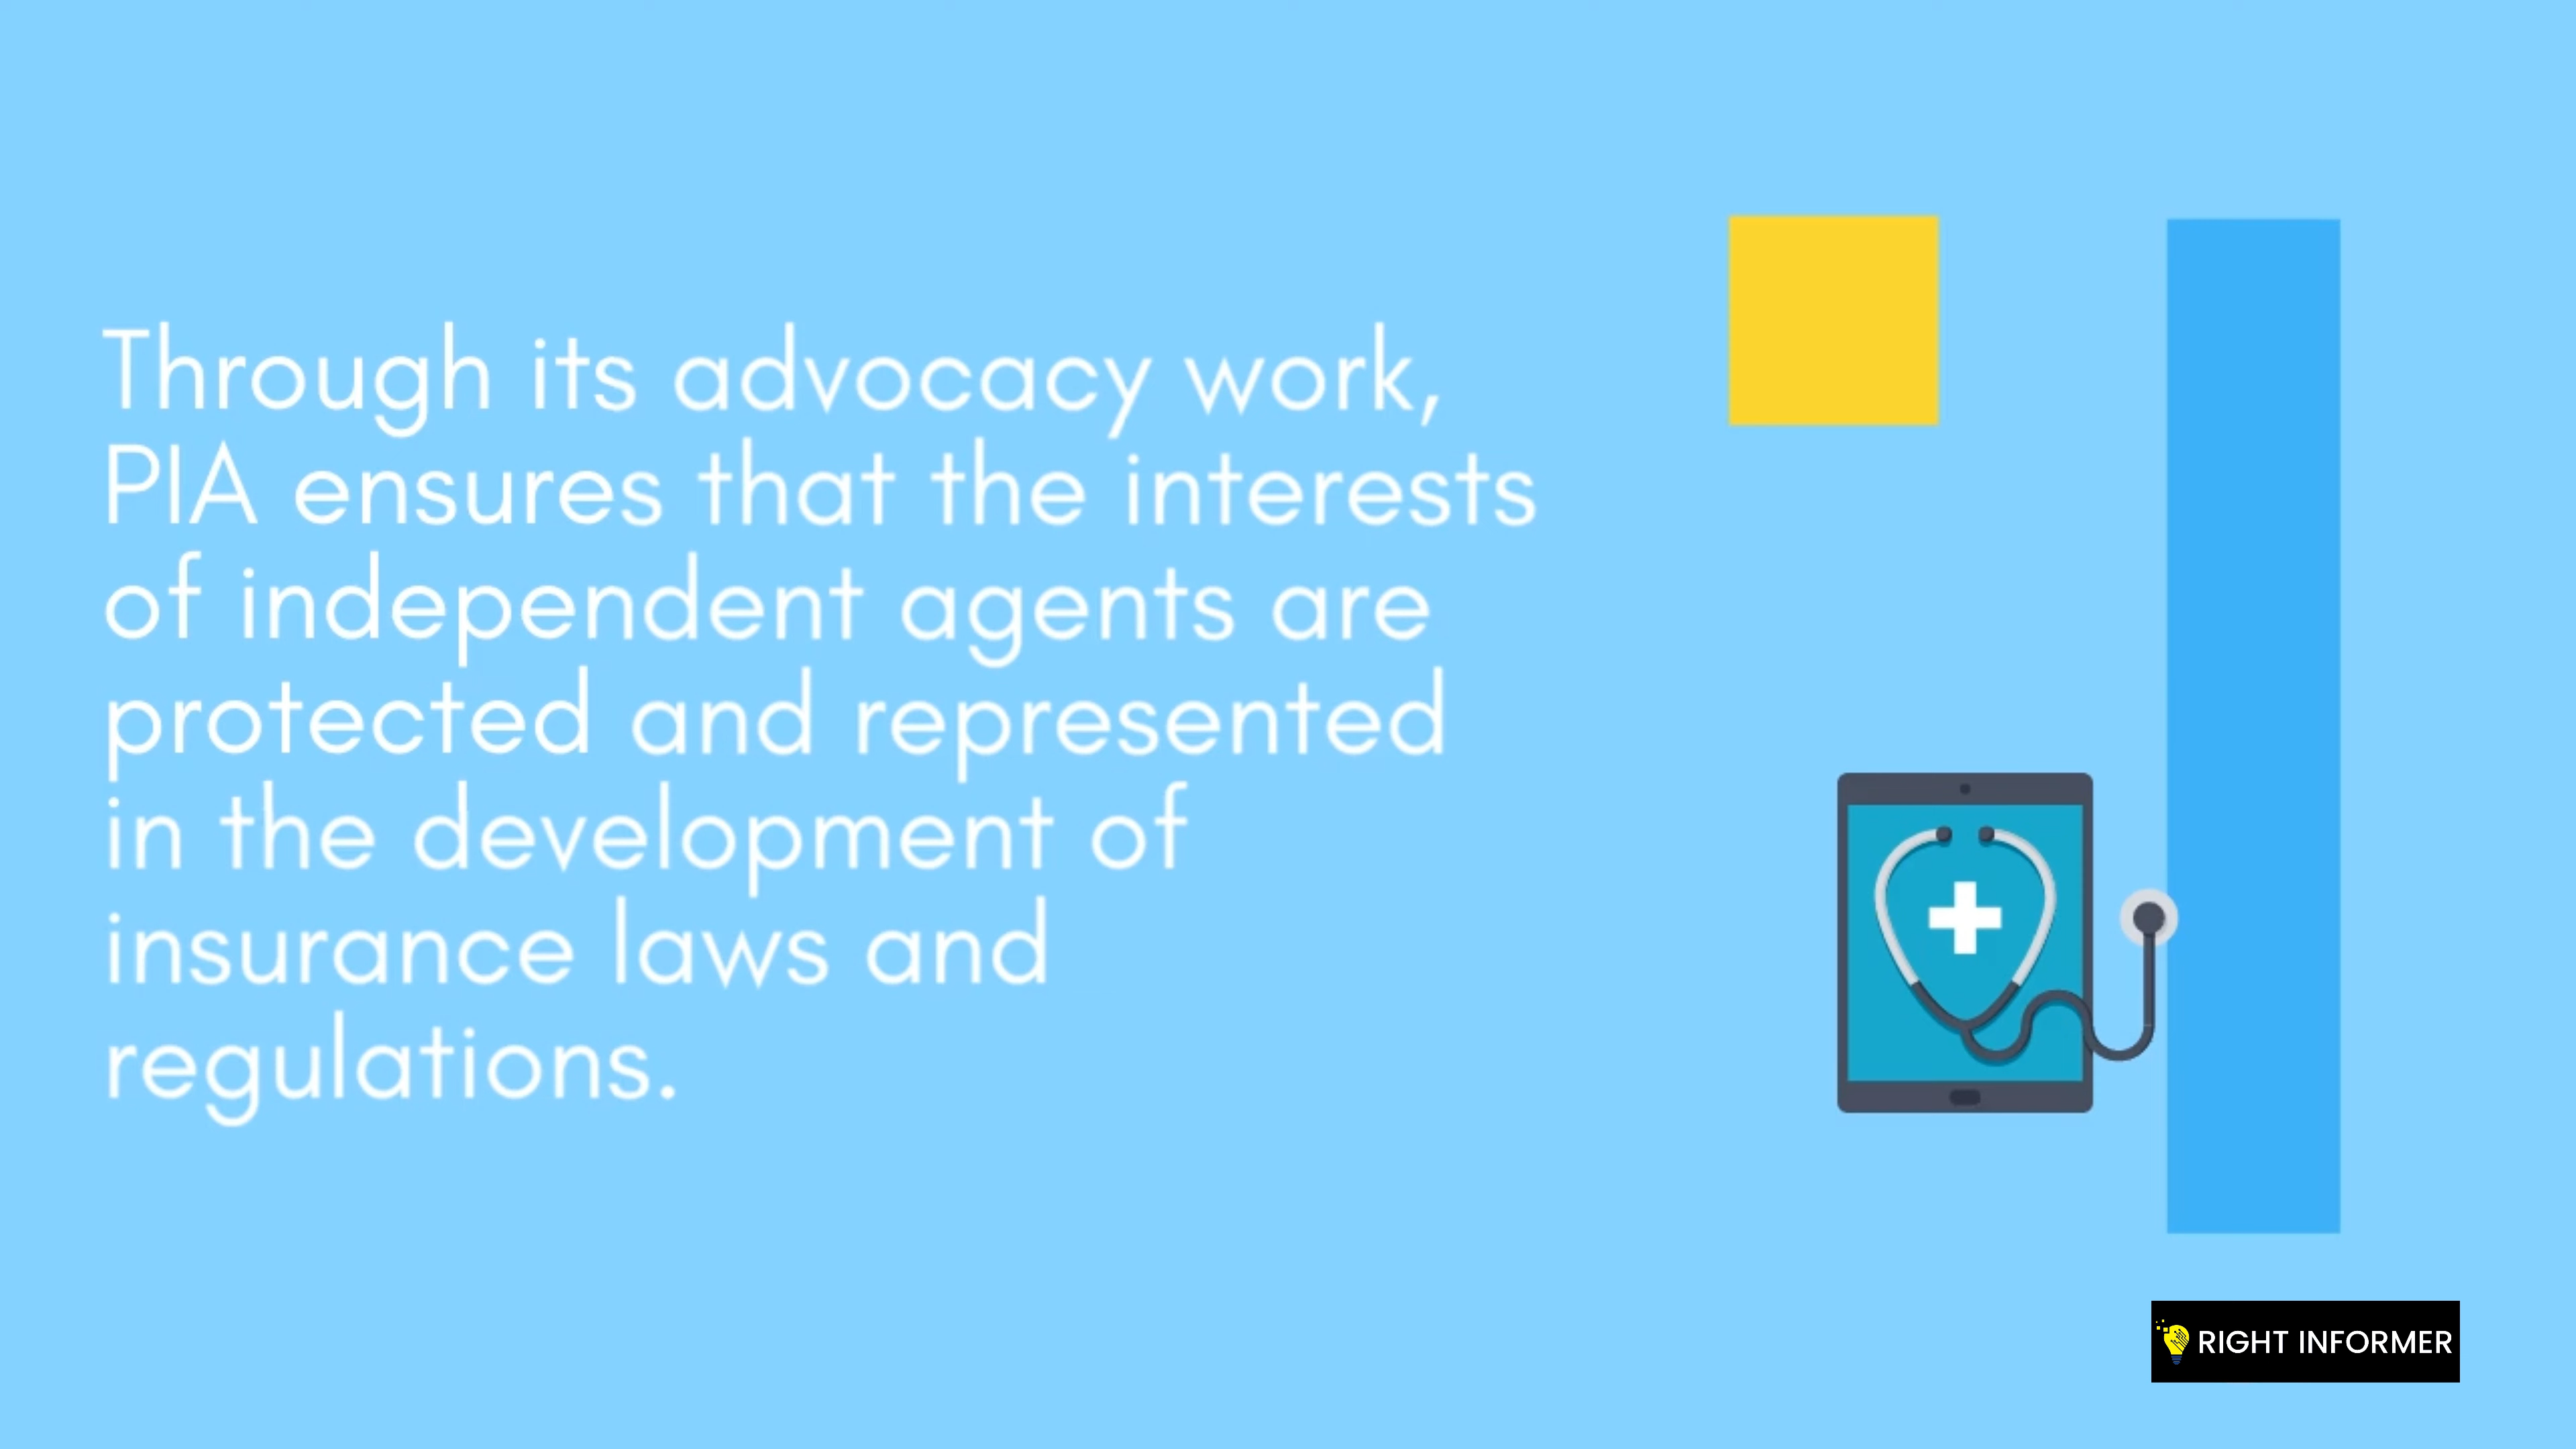 Through its advocacy work,
PIA ensures that the interests
of independent agents are
protected and represented
in the development of
insurance laws and
regulations.
RIGHT INFORMER